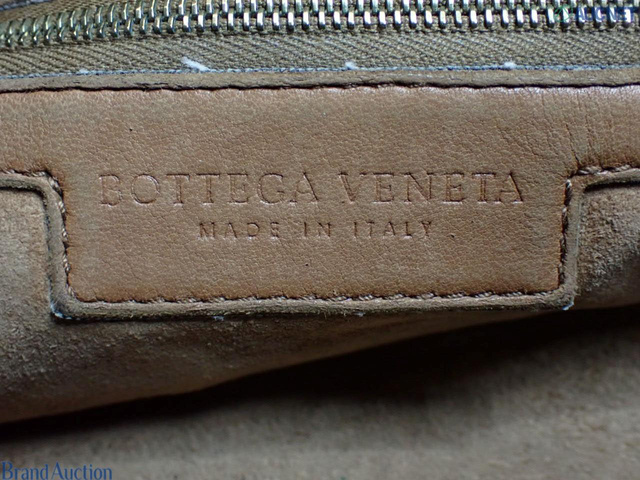 BOTTEGA VENETA
MADE IN ITALY
Brand Auction